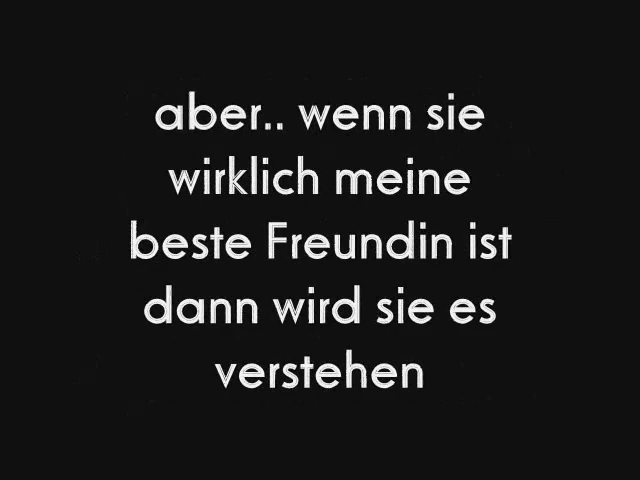 aber.. wenn sie
wirklich meine
beste Freundin ist
dann wird sie es
verstehen